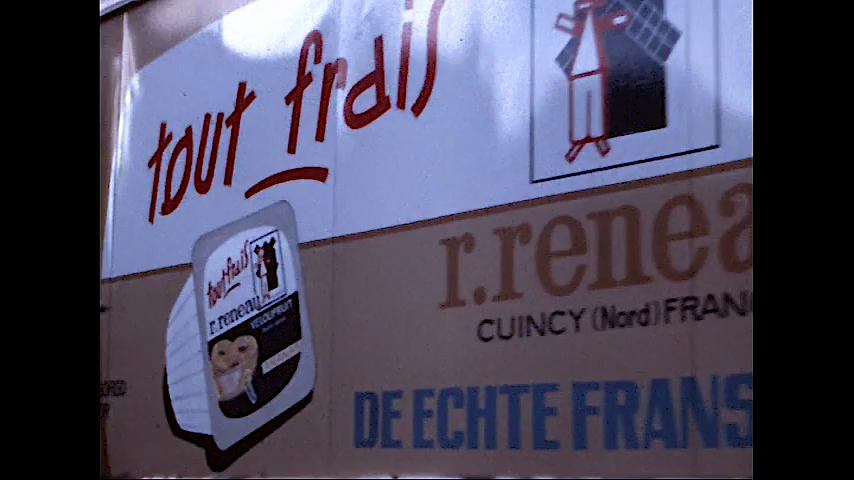 tout frais
r.renea
CUINCY (Nord) FRAN
DE ECHTE FRANS
tout frais
r.reneau